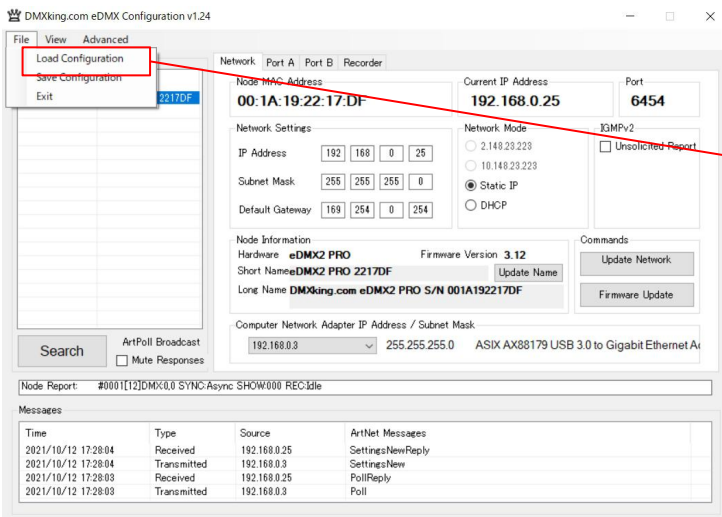 DMXking.com eDMX Configuration v1.24
File View Advanced
Load Configuration
Save Configuration
Exit
2217DF
Network Port A Port B Recorder
Node MAC Address
00:1A:19:22:17:DF
Current IP Address
192.168.0.25
Port
6454
Network Settings
IP Address 192 168 0 25
Subnet Mask 255 255 255 0
Default Gateway 169 254 0 254
Network Mode
2.148.23.223
10.148.23.223
Static IP
DHCP
IGMPv2
Unsolicited Report
Node Information
Hardware eDMX2 PRO Firmware Version 3.12
Short Name eDMX2 PRO 2217DF Update Name
Long Name DMXking.com eDMX2 PRO S/N 001A192217DF
Commands
Update Network
Firmware Update
Computer Network Adapter IP Address / Subnet Mask
192.168.0.3 255.255.255.0 ASIX AX88179 USB 3.0 to Gigabit Ethernet Ad
Search
ArtPoll Broadcast
Mute Responses
Node Report: #0001[12]DMX:0,0 SYNC:Async SHOW:000 REC:Idle
Messages
Time Type Source ArtNet Messages
2021/10/12 17:28:04 Received 192.168.0.25 SettingsNewReply
2021/10/12 17:28:04 Transmitted 192.168.0.3 SettingsNew
2021/10/12 17:28:03 Received 192.168.0.25 PollReply
2021/10/12 17:28:03 Transmitted 192.168.0.3 Poll